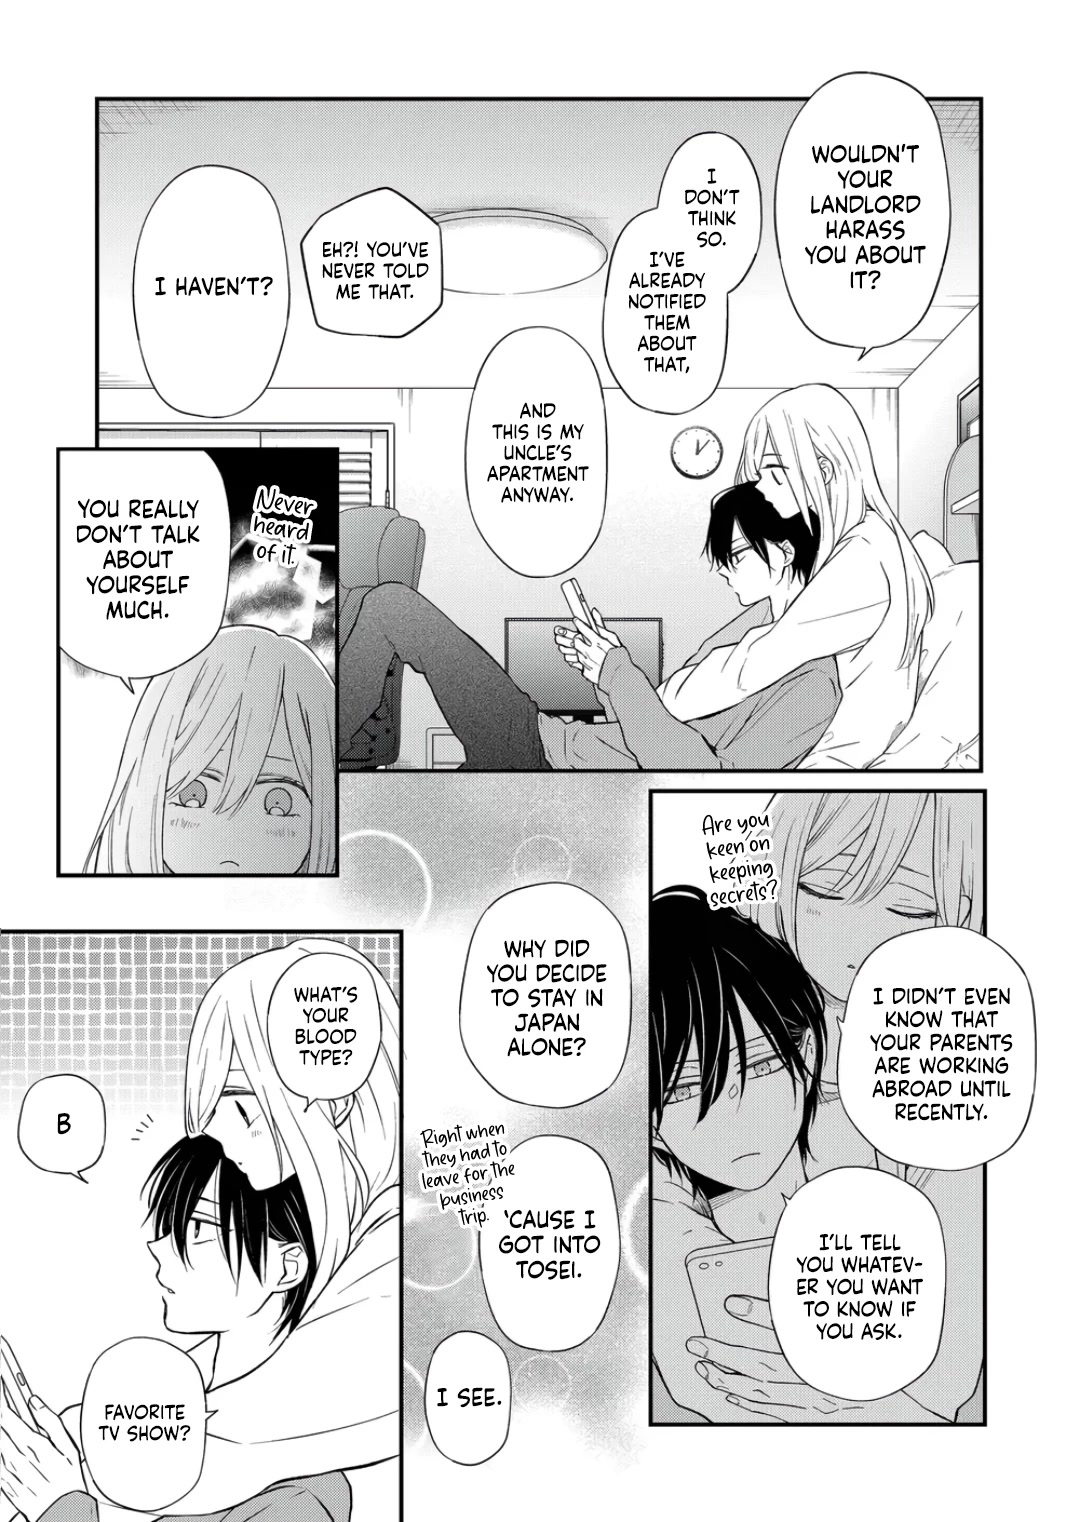 WOULDN'T
YOUR
LANDLORD
HARASS
YOU ABOUT
IT?
I
DON'T
THINK
SO.
I'VE
ALREADY
NOTIFIED
THEM
ABOUT
THAT,
AND
THIS IS MY
UNCLE'S
APARTMENT
ANYWAY.
EH?! YOU'VE
NEVER TOLD
ME THAT.
I HAVEN'T?
Never
heard
of it.
YOU REALLY
DON'T TALK
ABOUT
YOURSELF
MUCH.
Are you
keen on
keeping
secrets?
I DIDN'T EVEN
KNOW THAT
YOUR PARENTS
ARE WORKING
ABROAD UNTIL
RECENTLY.
I'LL TELL
YOU WHATEV-
ER YOU WANT
TO KNOW IF
YOU ASK.
WHY DID
YOU DECIDE
TO STAY IN
JAPAN
ALONE?
Right when
they had to
leave for the
business
trip.
'CAUSE I
GOT INTO
TOSEI.
I SEE.
WHAT'S
YOUR
BLOOD
TYPE?
B
FAVORITE
TV SHOW?